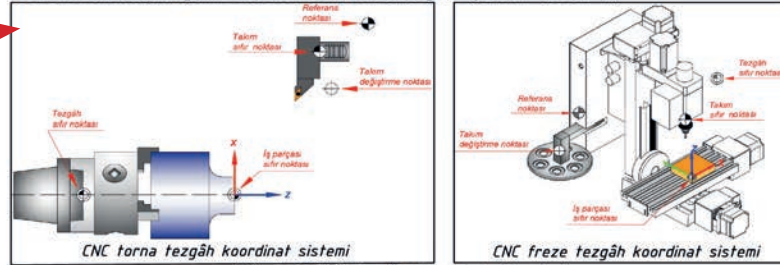 Referans
noktası
Takım
sıfır noktası
Takım
değiştirme noktası
Tezgah
sıfır noktası
X
İş parçası
sıfır noktası
Z
CNC torna tezgâh koordinat sistemi
Tezgâh
sıfır noktası
Referans
noktası
Takım
sıfır noktası
Takım
değiştirme noktası
Z
İş parçası
sıfır noktası
CNC freze tezgâh koordinat sistemi